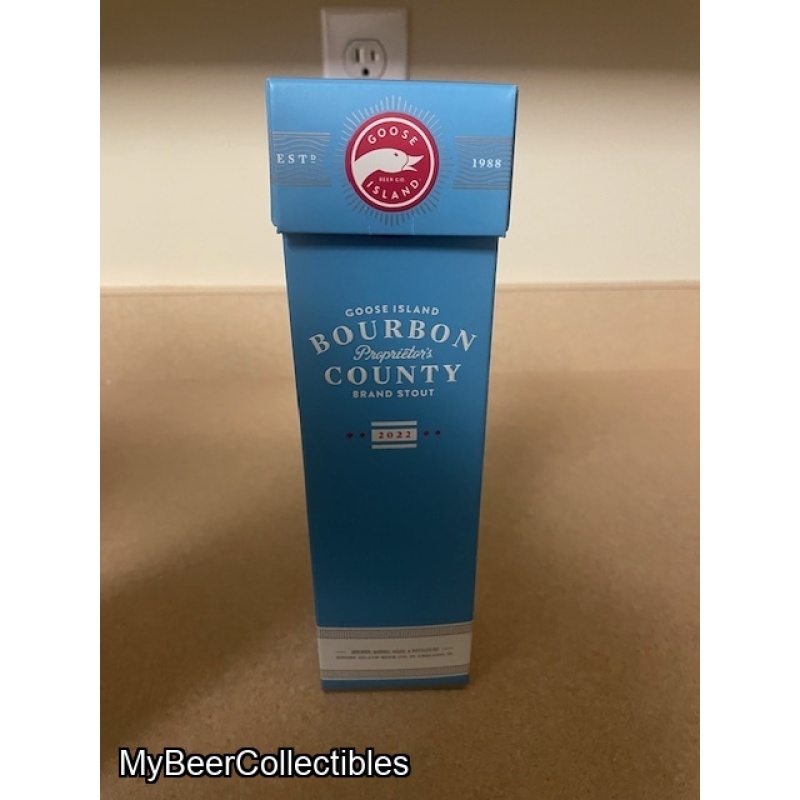 GOOSE
ISLAND
BEER CO.
ESTD
1988
GOOSE ISLAND
BOURBON
Proprietor's
COUNTY
BRAND STOUT
2022
MyBeerCollectibles